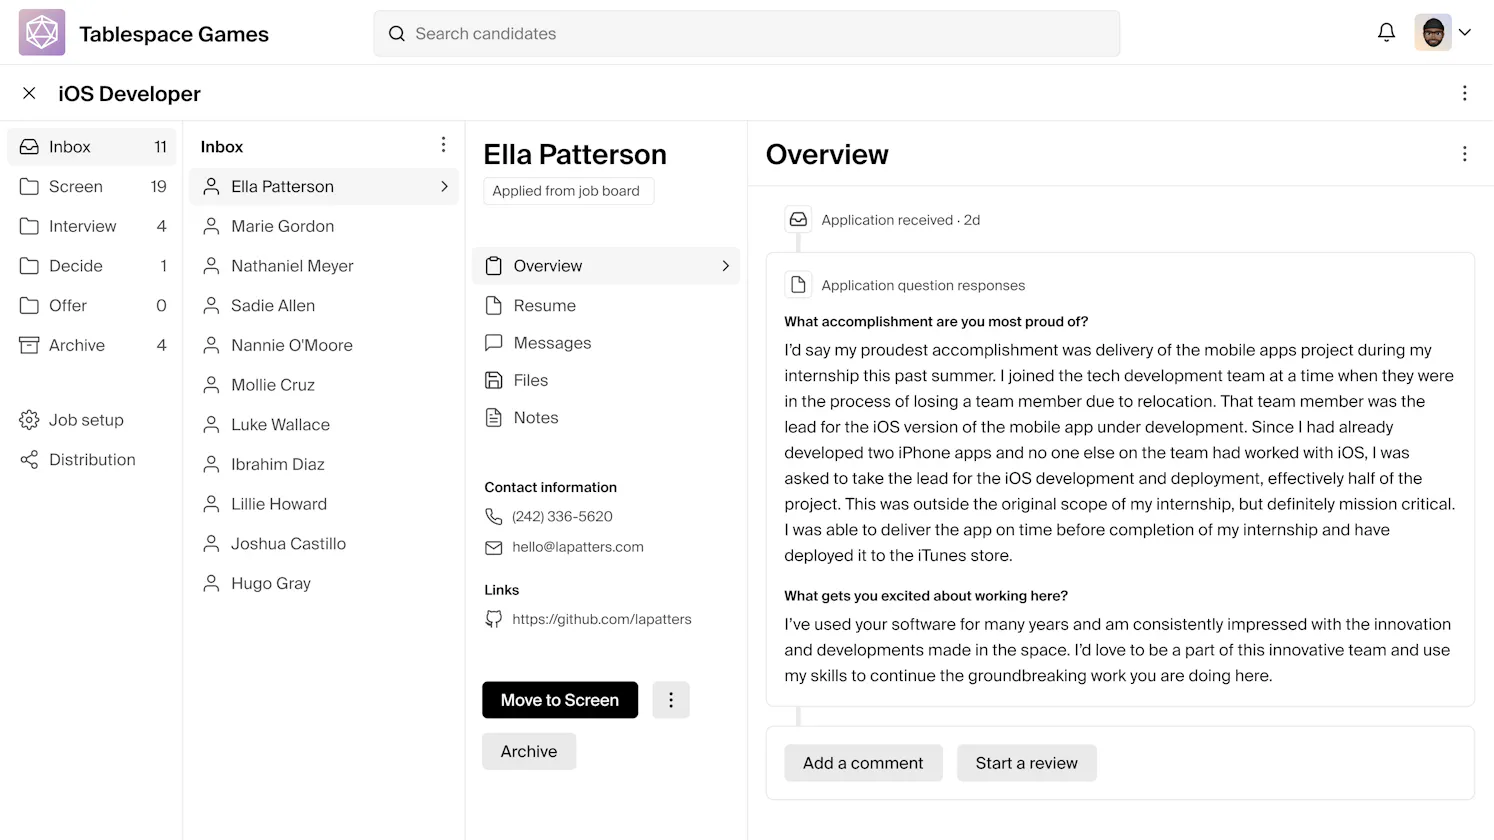 Tablespace Games
Search candidates
iOS Developer
Inbox 11
Screen 19
Interview 4
Decide 1
Offer 0
Archive 4
Job setup
Distribution
Inbox
Ella Patterson
Marie Gordon
Nathaniel Meyer
Sadie Allen
Nannie O'Moore
Mollie Cruz
Luke Wallace
Ibrahim Diaz
Lillie Howard
Joshua Castillo
Hugo Gray
Ella Patterson
Applied from job board
Overview
Resume
Messages
Files
Notes
Contact information
(242) 336-5620
hello@lapatters.com
Links
https://github.com/lapatters
Move to Screen
Archive
Overview
Application received · 2d
Application question responses
What accomplishment are you most proud of?
I’d say my proudest accomplishment was delivery of the mobile apps project during my
internship this past summer. I joined the tech development team at a time when they were
in the process of losing a team member due to relocation. That team member was the
lead for the iOS version of the mobile app under development. Since I had already
developed two iPhone apps and no one else on the team had worked with iOS, I was
asked to take the lead for the iOS development and deployment, effectively half of the
project. This was outside the original scope of my internship, but definitely mission critical.
I was able to deliver the app on time before completion of my internship and have
deployed it to the iTunes store.
What gets you excited about working here?
I’ve used your software for many years and am consistently impressed with the innovation
and developments made in the space. I’d love to be a part of this innovative team and use
my skills to continue the groundbreaking work you are doing here.
Add a comment
Start a review